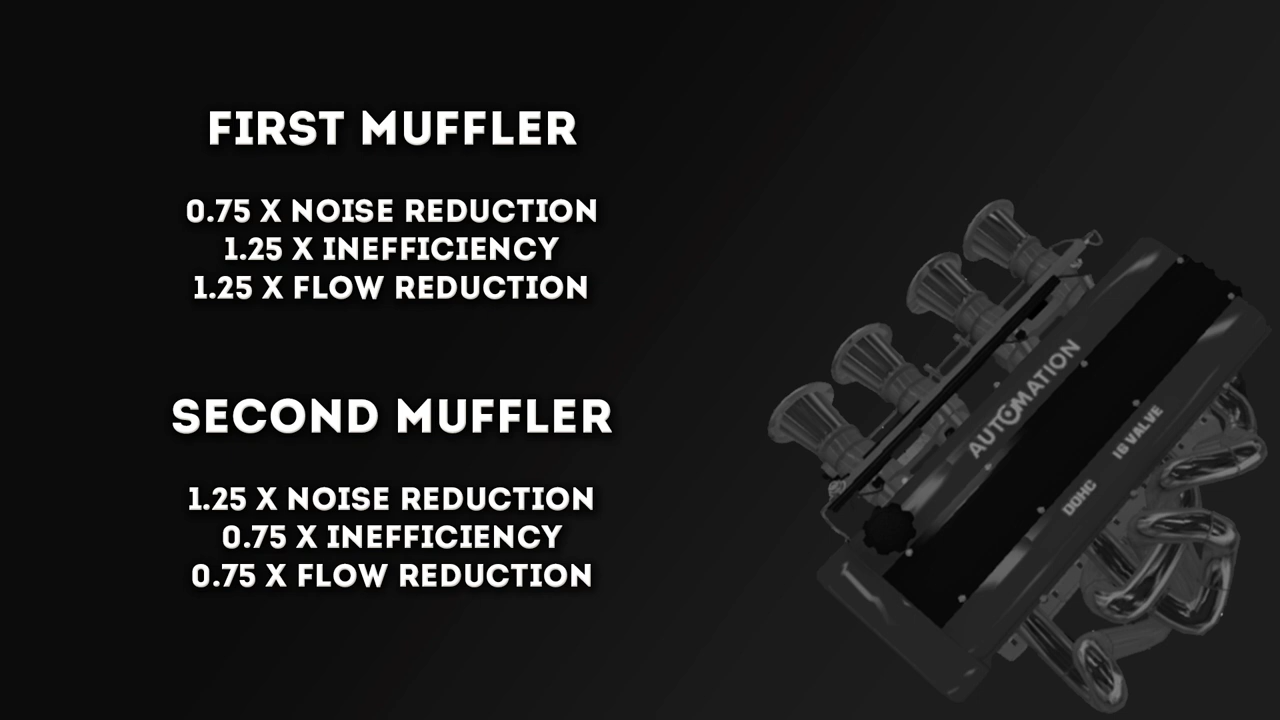 FIRST MUFFLER
0.75 X NOISE REDUCTION
1.25 X INEFFICIENCY
1.25 X FLOW REDUCTION
SECOND MUFFLER
1.25 X NOISE REDUCTION
0.75 X INEFFICIENCY
0.75 X FLOW REDUCTION
AUTOMATION
16 VALVE
DOHC